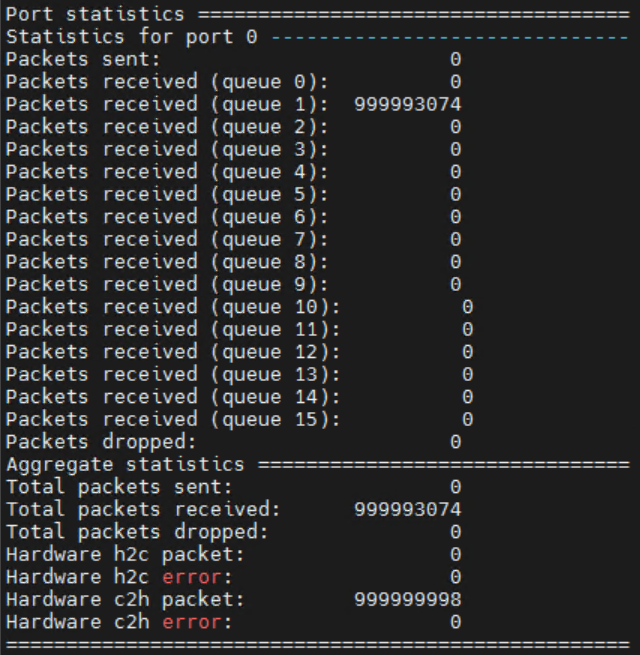 Port statistics ====================================
Statistics for port 0 ------------------------------
Packets sent:                        0
Packets received (queue 0):          0
Packets received (queue 1):  999993074
Packets received (queue 2):          0
Packets received (queue 3):          0
Packets received (queue 4):          0
Packets received (queue 5):          0
Packets received (queue 6):          0
Packets received (queue 7):          0
Packets received (queue 8):          0
Packets received (queue 9):          0
Packets received (queue 10):          0
Packets received (queue 11):          0
Packets received (queue 12):          0
Packets received (queue 13):          0
Packets received (queue 14):          0
Packets received (queue 15):          0
Packets dropped:                     0
Aggregate statistics ===============================
Total packets sent:                  0
Total packets received:      999993074
Total packets dropped:               0
Hardware h2c packet:                 0
Hardware h2c error:                  0
Hardware c2h packet:         999999998
Hardware c2h error:                  0
====================================================